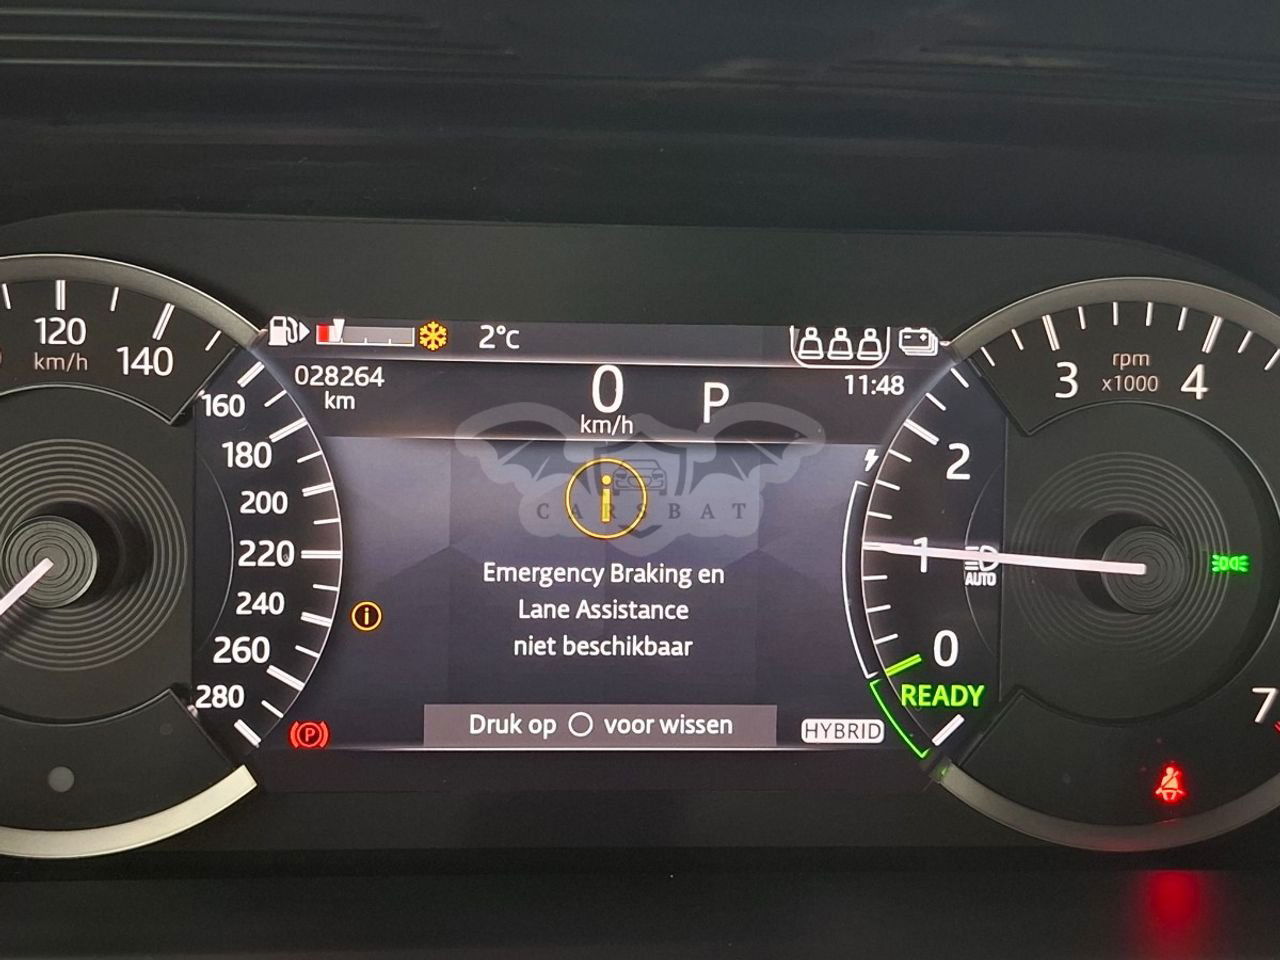 120
km/h
140
160
180
200
220
240
260
280
2°C
028264
km
0
km/h
P
11:48
CARSBAT
Emergency Braking en
Lane Assistance
niet beschikbaar
Druk op voor wissen
HYBRID
P
rpm
x1000
3
4
2
1
AUTO
0
READY
7